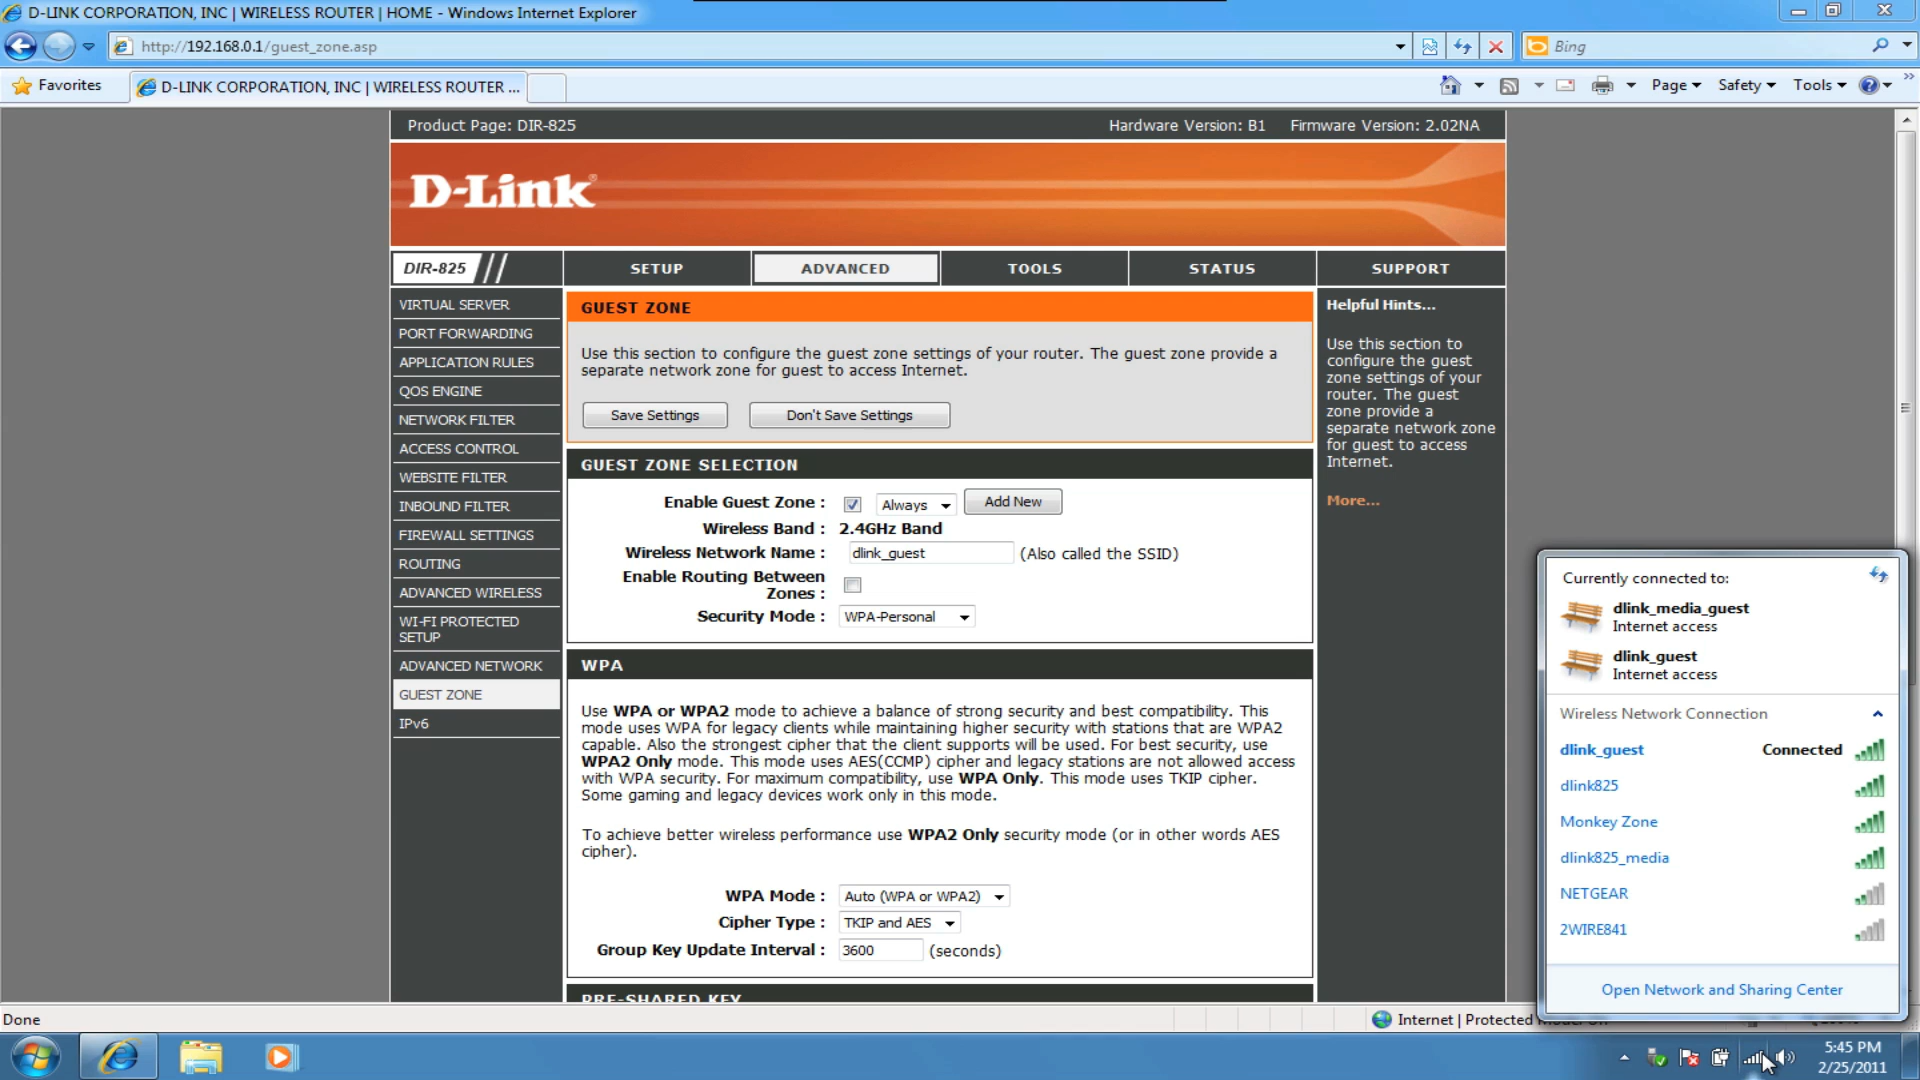 D-LINK CORPORATION, INC | WIRELESS ROUTER | HOME - Windows Internet Explorer
http://192.168.0.1/guest_zone.asp
Bing
Favorites
D-LINK CORPORATION, INC | WIRELESS ROUTER ...
Page
Safety
Tools
Product Page: DIR-825
Hardware Version: B1
Firmware Version: 2.02NA
D-Link
DIR-825
SETUP
ADVANCED
TOOLS
STATUS
SUPPORT
VIRTUAL SERVER
PORT FORWARDING
APPLICATION RULES
QOS ENGINE
NETWORK FILTER
ACCESS CONTROL
WEBSITE FILTER
INBOUND FILTER
FIREWALL SETTINGS
ROUTING
ADVANCED WIRELESS
WI-FI PROTECTED
SETUP
ADVANCED NETWORK
GUEST ZONE
IPv6
GUEST ZONE
Use this section to configure the guest zone settings of your router. The guest zone provide a
separate network zone for guest to access Internet.
Save Settings
Don't Save Settings
GUEST ZONE SELECTION
Enable Guest Zone :
Always
Add New
Wireless Band : 2.4GHz Band
Wireless Network Name : dlink_guest (Also called the SSID)
Enable Routing Between
Zones :
Security Mode : WPA-Personal
WPA
Use WPA or WPA2 mode to achieve a balance of strong security and best compatibility. This
mode uses WPA for legacy clients while maintaining higher security with stations that are WPA2
capable. Also the strongest cipher that the client supports will be used. For best security, use
WPA2 Only mode. This mode uses AES(CCMP) cipher and legacy stations are not allowed access
with WPA security. For maximum compatibility, use WPA Only. This mode uses TKIP cipher.
Some gaming and legacy devices work only in this mode.
To achieve better wireless performance use WPA2 Only security mode (or in other words AES
cipher).
WPA Mode : Auto (WPA or WPA2)
Cipher Type : TKIP and AES
Group Key Update Interval : 3600 (seconds)
PRE-SHARED KEY
Helpful Hints...
Use this section to
configure the guest
zone settings of your
router. The guest
zone provide a
separate network zone
for guest to access
Internet.
More...
Currently connected to:
dlink_media_guest
Internet access
dlink_guest
Internet access
Wireless Network Connection
dlink_guest Connected
dlink825
Monkey Zone
dlink825_media
NETGEAR
2WIRE841
Open Network and Sharing Center
Done
Internet | Protected
5:45 PM
2/25/2011